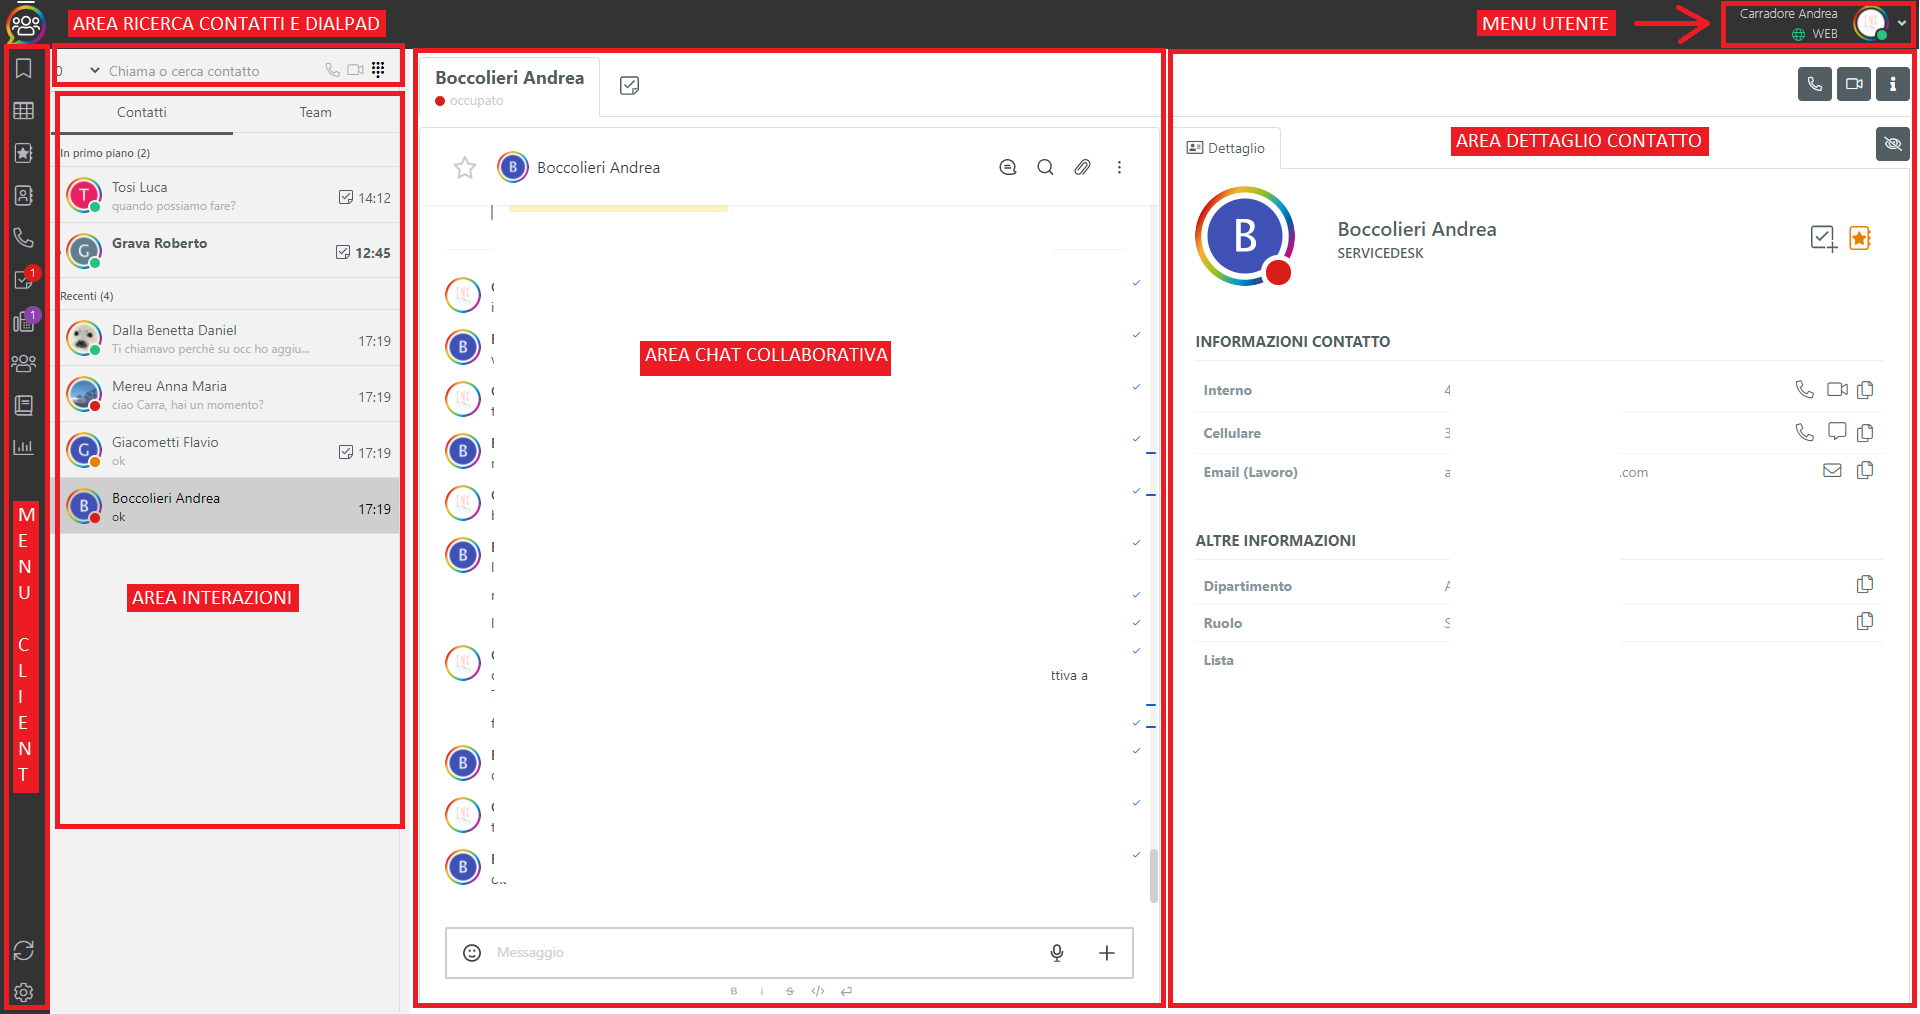 AREA RICERCA CONTATTI E DIALPAD
MENU UTENTE
Carradore Andrea
WEB
Chiama o cerca contatto
Contatti
Team
In primo piano (2)
Tosi Luca
quando possiamo fare?
14:12
Grava Roberto
12:45
Recenti (4)
Dalla Benetta Daniel
Ti chiamavo perchè su occ ho aggiu...
17:19
Mereu Anna Maria
ciao Carra, hai un momento?
17:19
Giacometti Flavio
ok
17:19
Boccolieri Andrea
ok
17:19
AREA INTERAZIONI
1
1
MENU CLIENT
Boccolieri Andrea
occupato
Boccolieri Andrea
AREA CHAT COLLABORATIVA
ttiva a
Messaggio
AREA DETTAGLIO CONTATTO
Dettaglio
B
Boccolieri Andrea
SERVICEDESK
INFORMAZIONI CONTATTO
Interno
4
Cellulare
3
Email (Lavoro)
a
.com
ALTRE INFORMAZIONI
Dipartimento
Ruolo
S
Lista